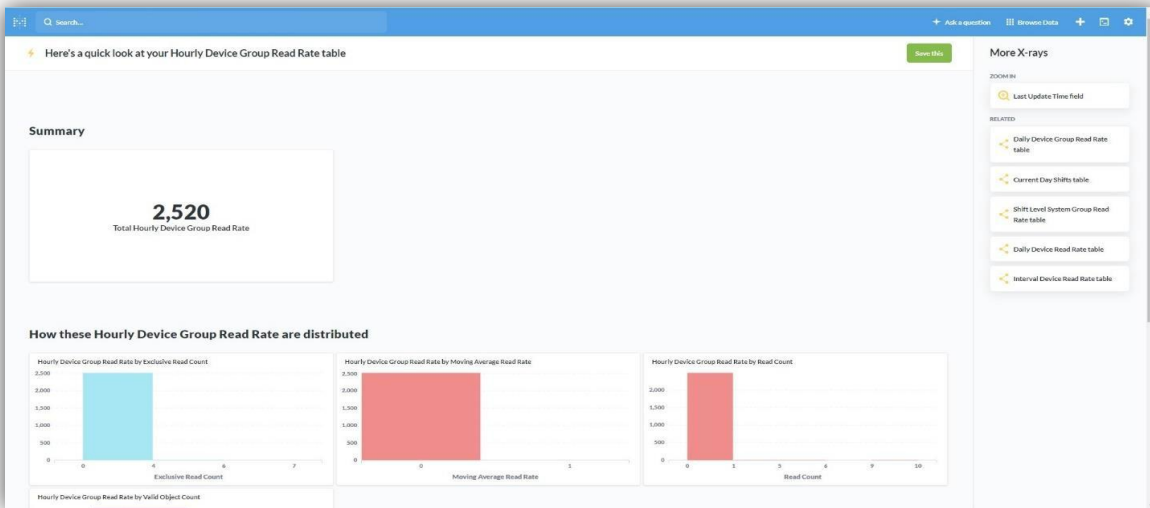 Search...
Ask a question
Browse Data
Here's a quick look at your Hourly Device Group Read Rate table
Save this
More X-rays
ZOOM IN
Last Update Time field
RELATED
Daily Device Group Read Rate
table
Current Day Shifts table
Shift Level System Group Read
Rate table
Daily Device Read Rate table
Interval Device Read Rate table
Summary
2,520
Total Hourly Device Group Read Rate
How these Hourly Device Group Read Rate are distributed
Hourly Device Group Read Rate by Exclusive Read Count
2,500
2,000
1,500
1,000
500
0
0 4 6 7
Exclusive Read Count
Hourly Device Group Read Rate by Moving Average Read Rate
2,500
2,000
1,500
1,000
500
0
0 1
Moving Average Read Rate
Hourly Device Group Read Rate by Read Count
2,000
1,500
1,000
500
0
0 1 5 6 9 10
Read Count
Hourly Device Group Read Rate by Valid Object Count